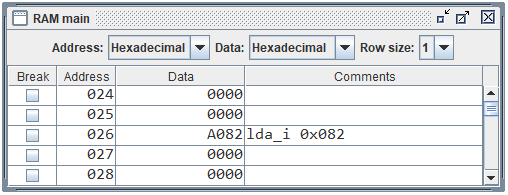 RAM main
Address: Hexadecimal Data: Hexadecimal Row size: 1
Break Address Data Comments
024 0000
025 0000
026 A082 lda_i 0x082
027 0000
028 0000